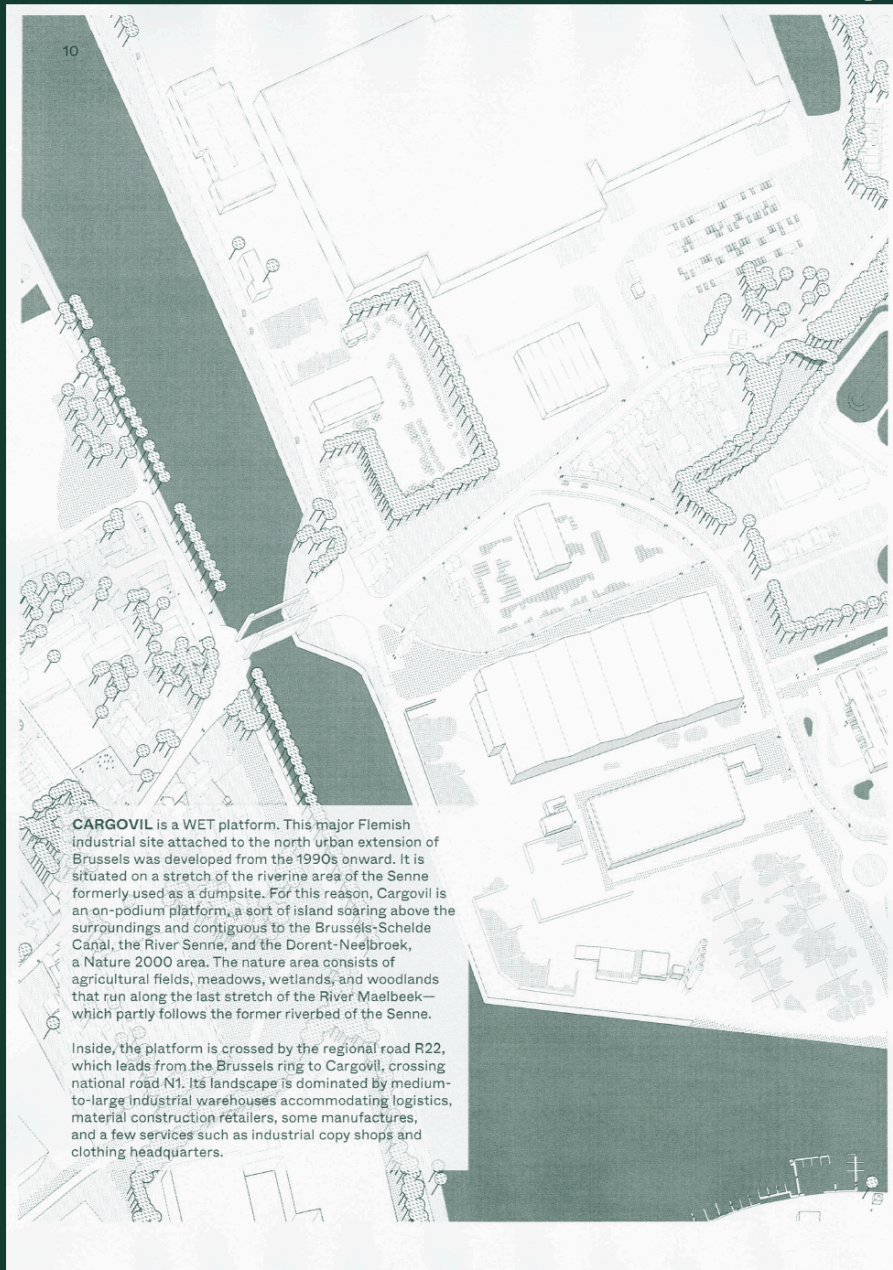 10
CARGOVIL is a WET platform. This major Flemish
industrial site attached to the north urban extension of
Brussels was developed from the 1990s onward. It is
situated on a stretch of the riverine area of the Senne
formerly used as a dumpsite. For this reason, Cargovil is
an on-podium platform, a sort of island soaring above the
surroundings and contiguous to the Brussels-Schelde
Canal, the River Senne, and the Dorent-Neelbroek,
a Nature 2000 area. The nature area consists of
agricultural fields, meadows, wetlands, and woodlands
that run along the last stretch of the River Maelbeek—
which partly follows the former riverbed of the Senne.
Inside, the platform is crossed by the regional road R22,
which leads from the Brussels ring to Cargovil, crossing
national road N1. Its landscape is dominated by medium-
to-large industrial warehouses accommodating logistics,
material construction retailers, some manufactures,
and a few services such as industrial copy shops and
clothing headquarters.